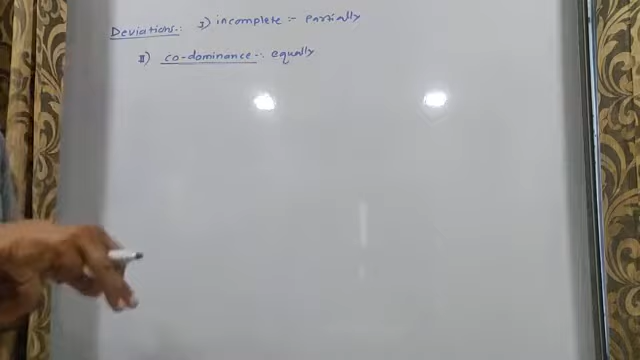 Deviations:- I) incomplete :- Partially
II) co-dominance :- equally